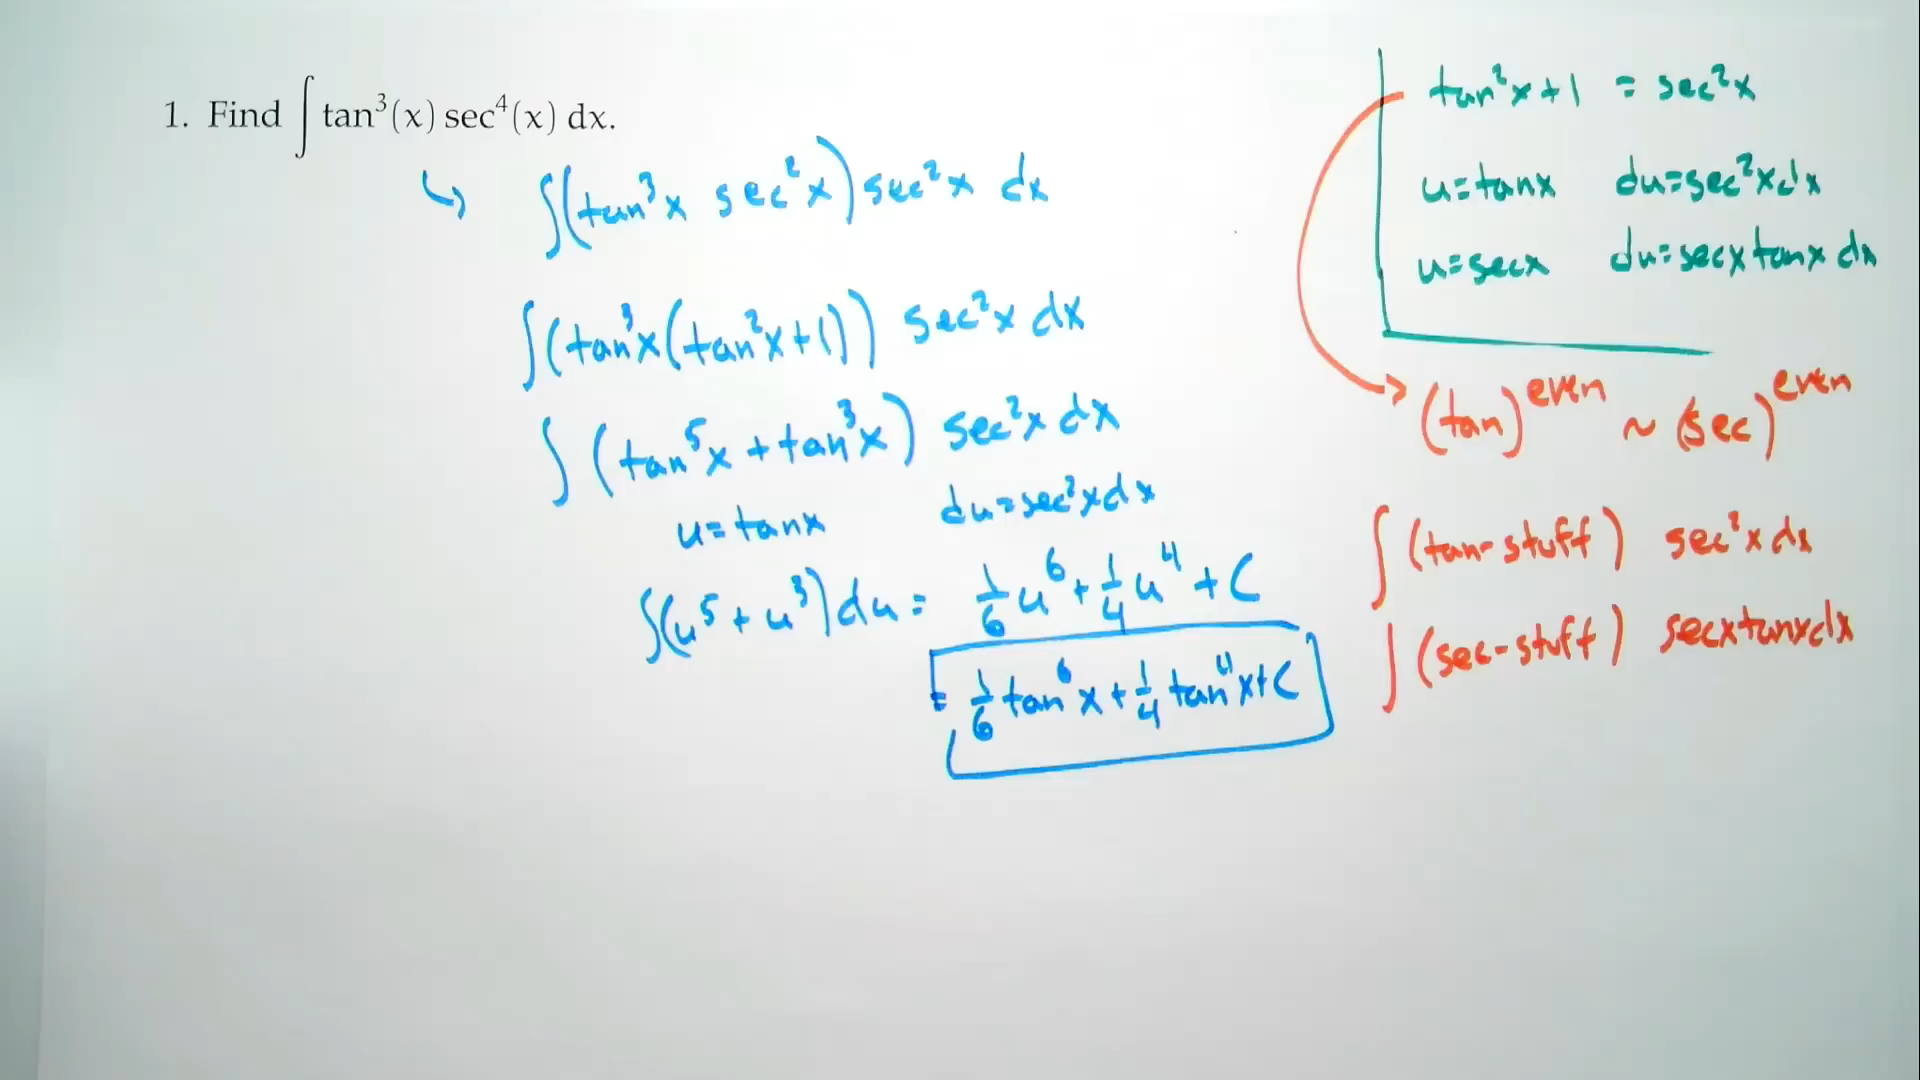 1. Find ∫ tan³(x) sec⁴(x) dx.
↳ ∫(tan³x sec²x) sec²x dx
∫(tan³x(tan²x+1)) sec²x dx
∫(tan⁵x + tan³x) sec²x dx
u=tanx du=sec²xdx
∫(u⁵ + u³)du = 1/6 u⁶ + 1/4 u⁴ + C
= 1/6 tan⁶x + 1/4 tan⁴x + C
tan²x+1 = sec²x
u=tanx du=sec²xdx
u=secx du=secxtanx dx
(tan)^even ~ (sec)^even
∫(tan-stuff) sec²x dx
∫(sec-stuff) secxtanxdx